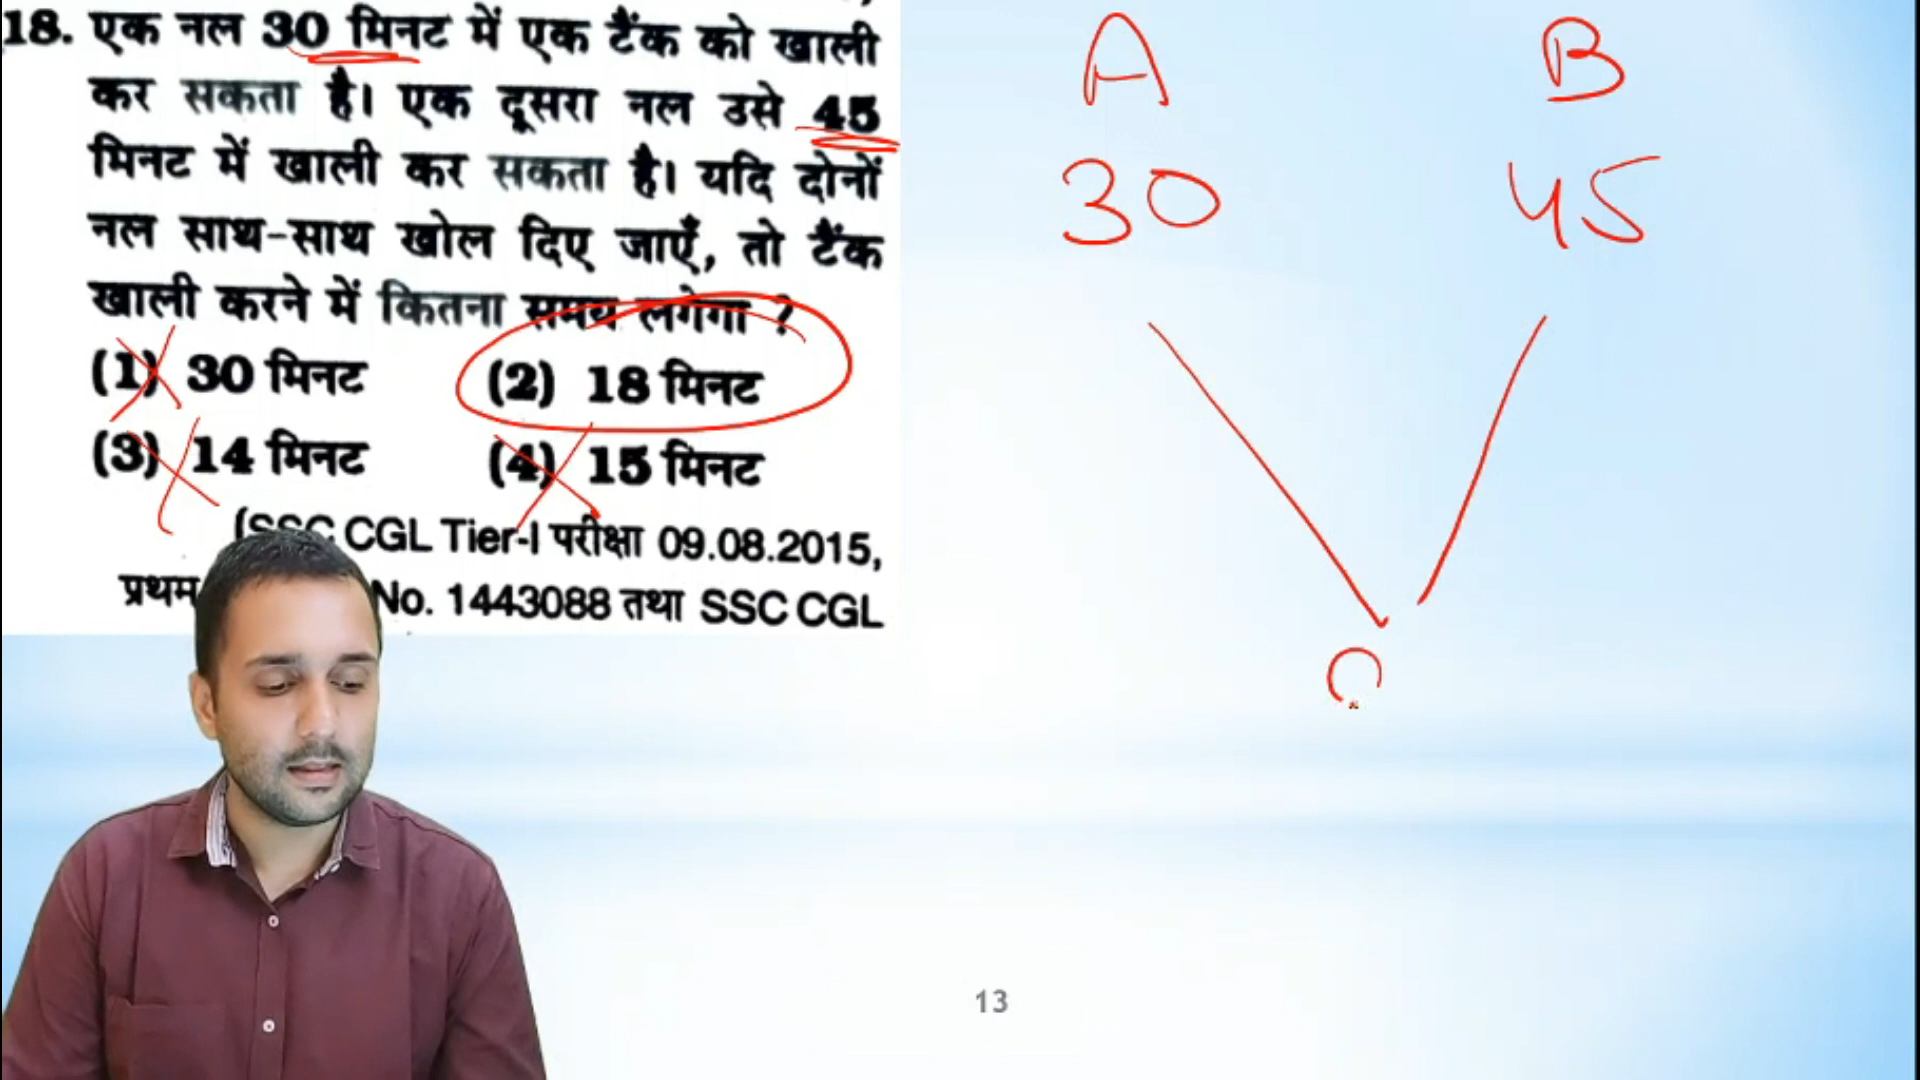 18. एक नल 30 मिनट में एक टैंक को खाली
कर सकता है। एक दूसरा नल उसे 45
मिनट में खाली कर सकता है। यदि दोनों
नल साथ-साथ खोल दिए जाएँ, तो टैंक
खाली करने में कितना समय लगेगा ?
(1) 30 मिनट (2) 18 मिनट
(3) 14 मिनट (4) 15 मिनट
(SSC CGL Tier-I परीक्षा 09.08.2015,
प्रथम No. 1443088 तथा SSC CGL
A B
30 45
13